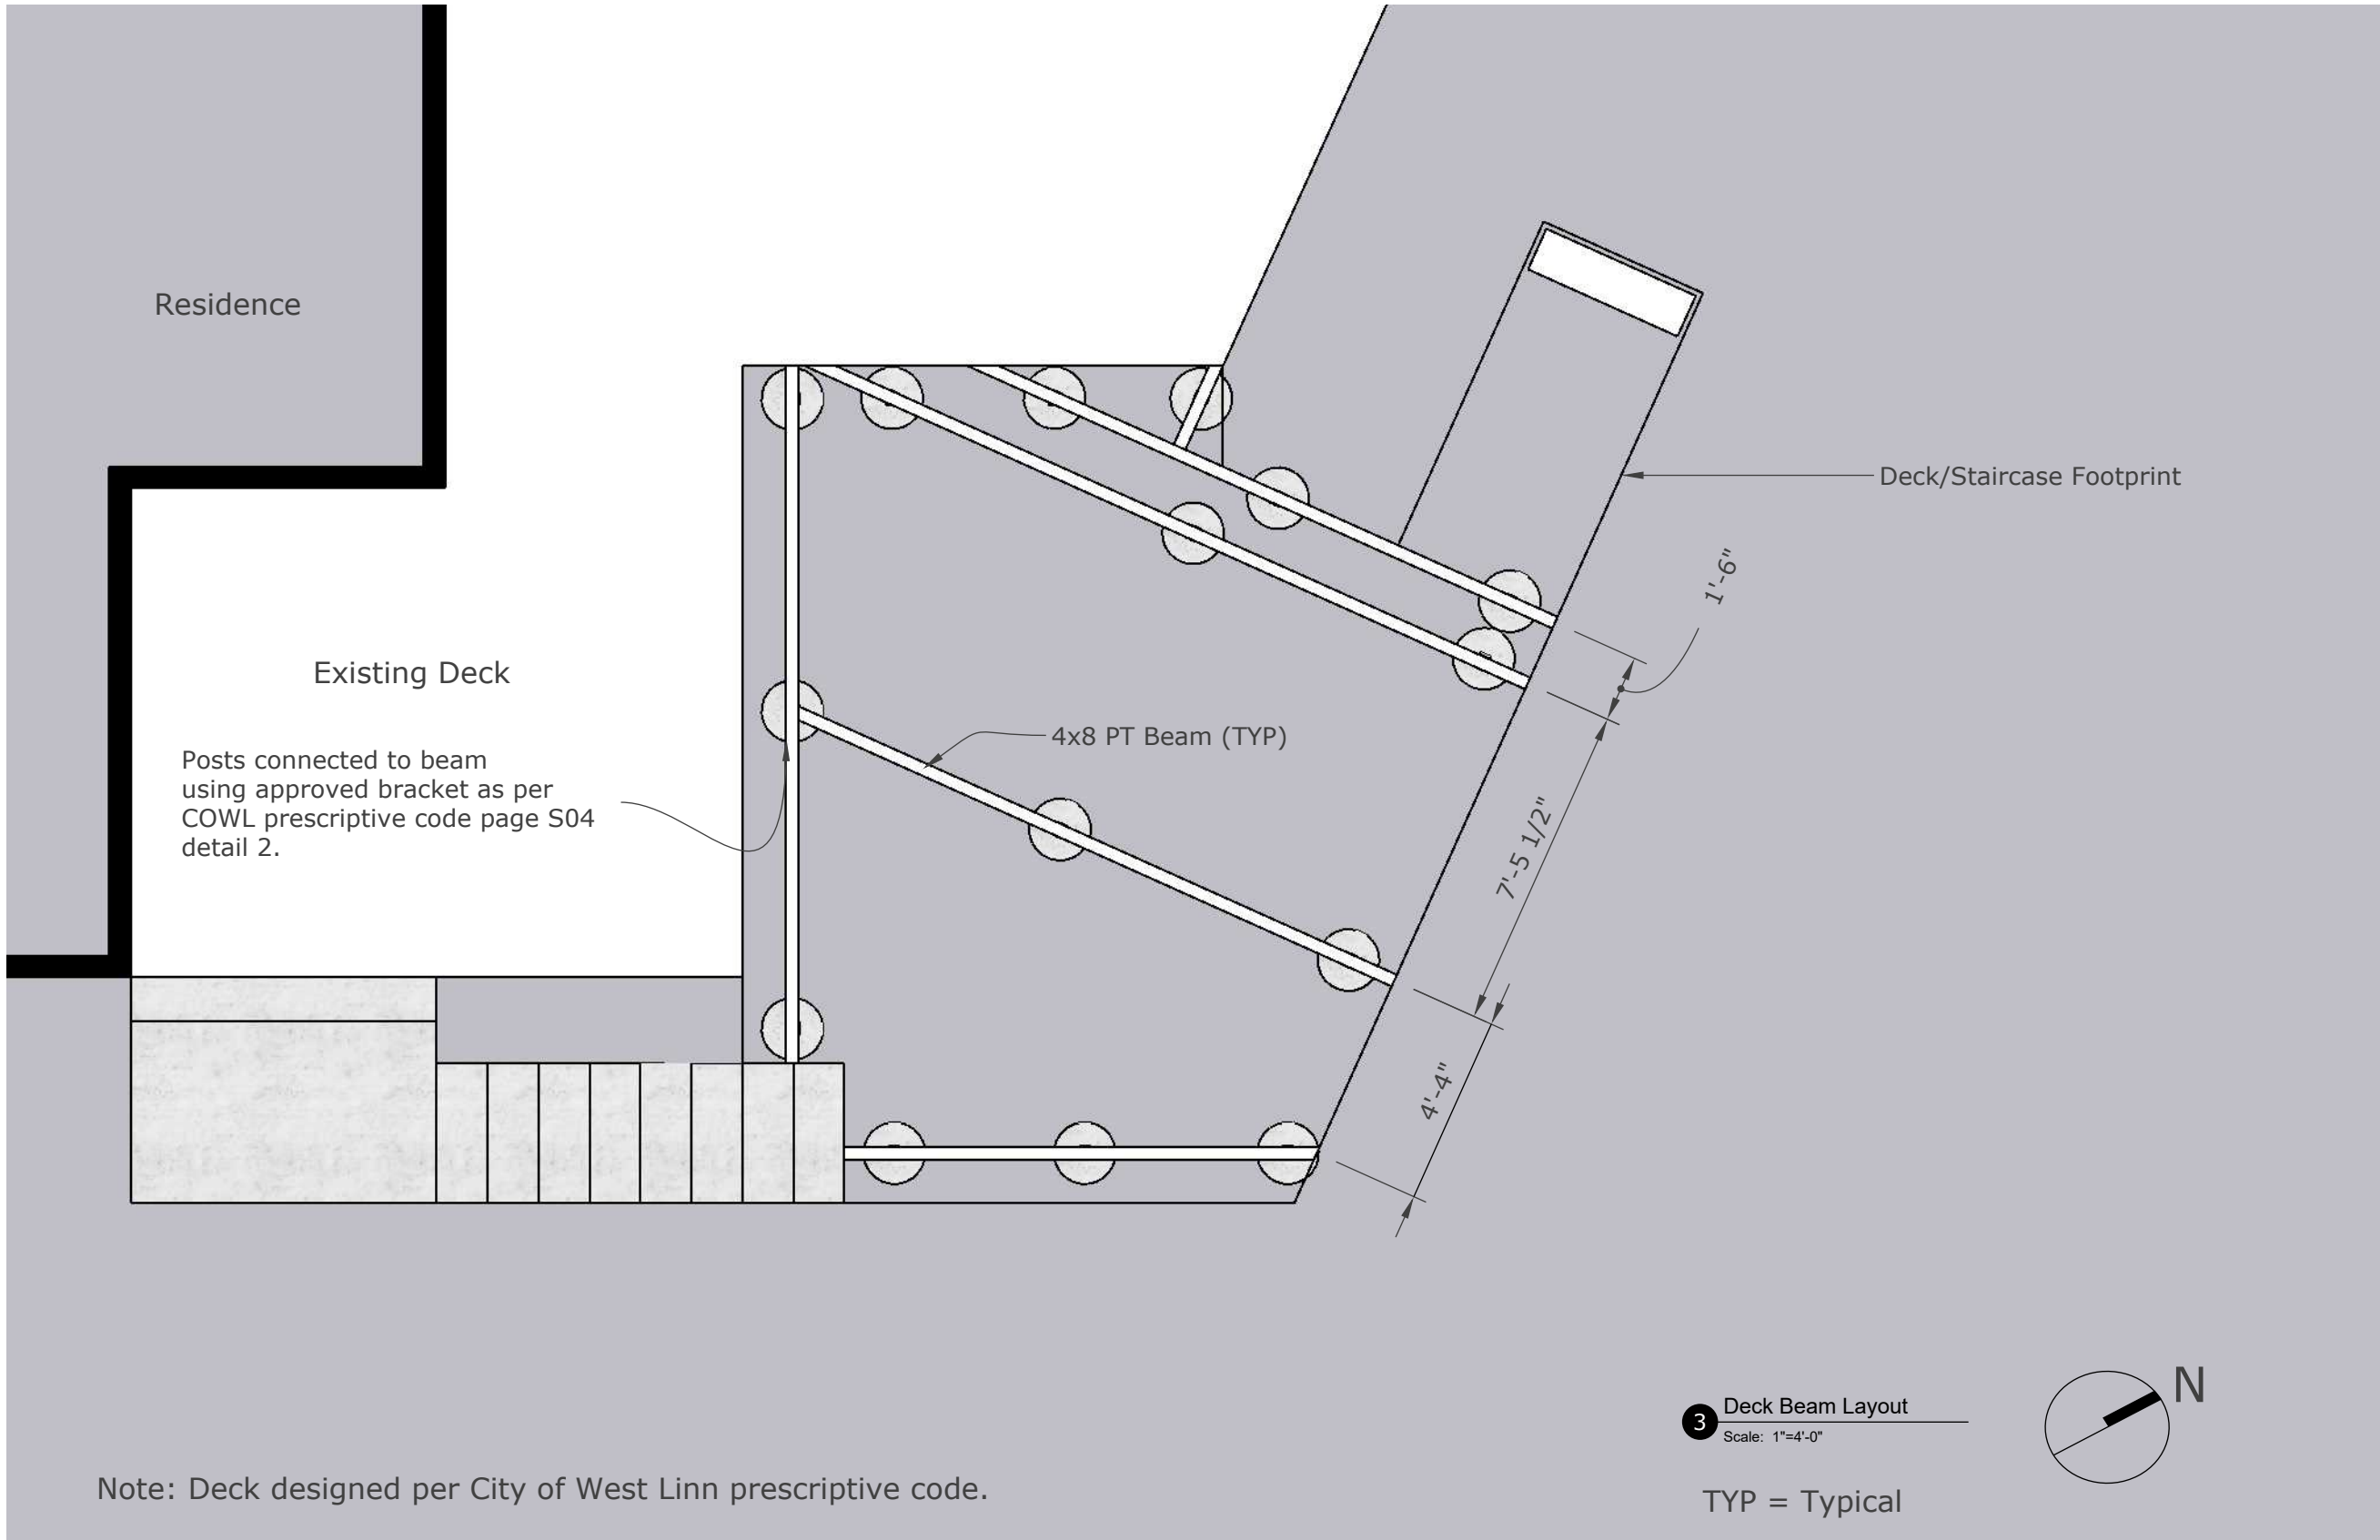 Residence
Deck/Staircase Footprint
1'-6"
Existing Deck
4x8 PT Beam (TYP)
Posts connected to beam
using approved bracket as per
COWL prescriptive code page S04
detail 2.
7'-5 1/2"
4'-4"
N
3
Deck Beam Layout
Scale: 1"=4'-0"
Note: Deck designed per City of West Linn prescriptive code.
TYP = Typical